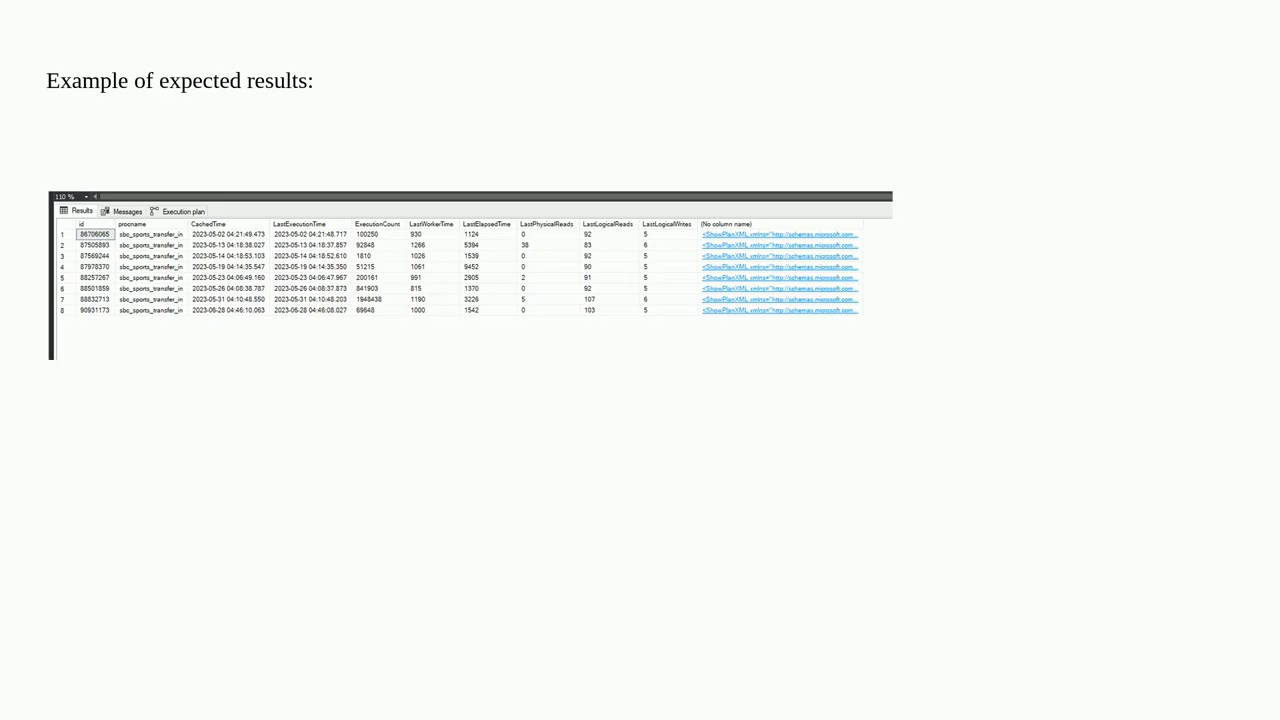 Example of expected results:
110 %
Results Messages Execution plan
id procname CachedTime LastExecutionTime ExecutionCount LastWorkerTime LastElapsedTime LastPhysicalReads LastLogicalReads LastLogicalWrites (No column name)
1 86706065 sbc_sports_transfer_in 2023-05-02 04:21:49.473 2023-05-02 04:21:48.717 100250 930 1124 0 92 5 <ShowPlanXML xmlns="http://schemas.microsoft.com...
2 87505893 sbc_sports_transfer_in 2023-05-13 04:18:38.027 2023-05-13 04:18:37.857 92848 1266 5394 38 83 6 <ShowPlanXML xmlns="http://schemas.microsoft.com...
3 87569244 sbc_sports_transfer_in 2023-05-14 04:18:53.103 2023-05-14 04:18:52.610 1810 1026 1539 0 92 5 <ShowPlanXML xmlns="http://schemas.microsoft.com...
4 87978370 sbc_sports_transfer_in 2023-05-19 04:14:35.547 2023-05-19 04:14:35.350 51215 1061 9452 0 90 5 <ShowPlanXML xmlns="http://schemas.microsoft.com...
5 88257267 sbc_sports_transfer_in 2023-05-23 04:06:49.160 2023-05-23 04:06:47.967 200161 991 2905 2 91 5 <ShowPlanXML xmlns="http://schemas.microsoft.com...
6 88501859 sbc_sports_transfer_in 2023-05-26 04:08:38.787 2023-05-26 04:08:37.873 841903 815 1370 0 92 5 <ShowPlanXML xmlns="http://schemas.microsoft.com...
7 88832713 sbc_sports_transfer_in 2023-05-31 04:10:48.550 2023-05-31 04:10:48.203 1948438 1190 3226 5 107 6 <ShowPlanXML xmlns="http://schemas.microsoft.com...
8 90931173 sbc_sports_transfer_in 2023-06-28 04:46:10.063 2023-06-28 04:46:08.027 69648 1000 1542 0 103 5 <ShowPlanXML xmlns="http://schemas.microsoft.com...